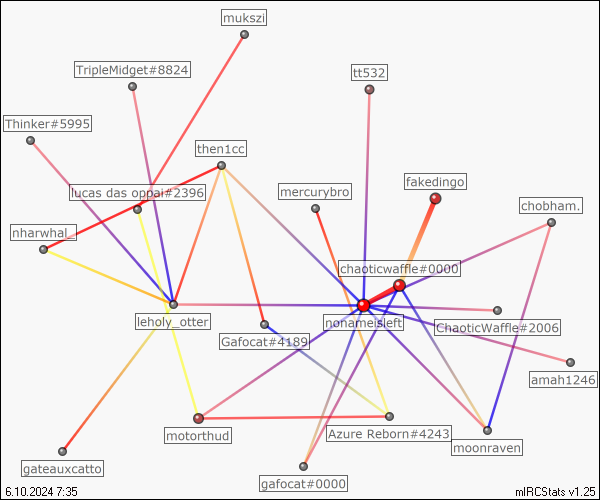 mukszi
TripleMidget#8824
tt532
Thinker#5995
then1cc
lucas das oppai#2396
mercurybro
fakedingo
chobham.
nharwhal_
chaoticwaffle#0000
leholy_otter
nonameisleft
ChaoticWaffle#2006
Gafocat#4189
amah1246
motorthud
Azure Reborn#4243
moonraven
gateauxcatto
gafocat#0000
6.10.2024 7:35
mIRCStats v1.25